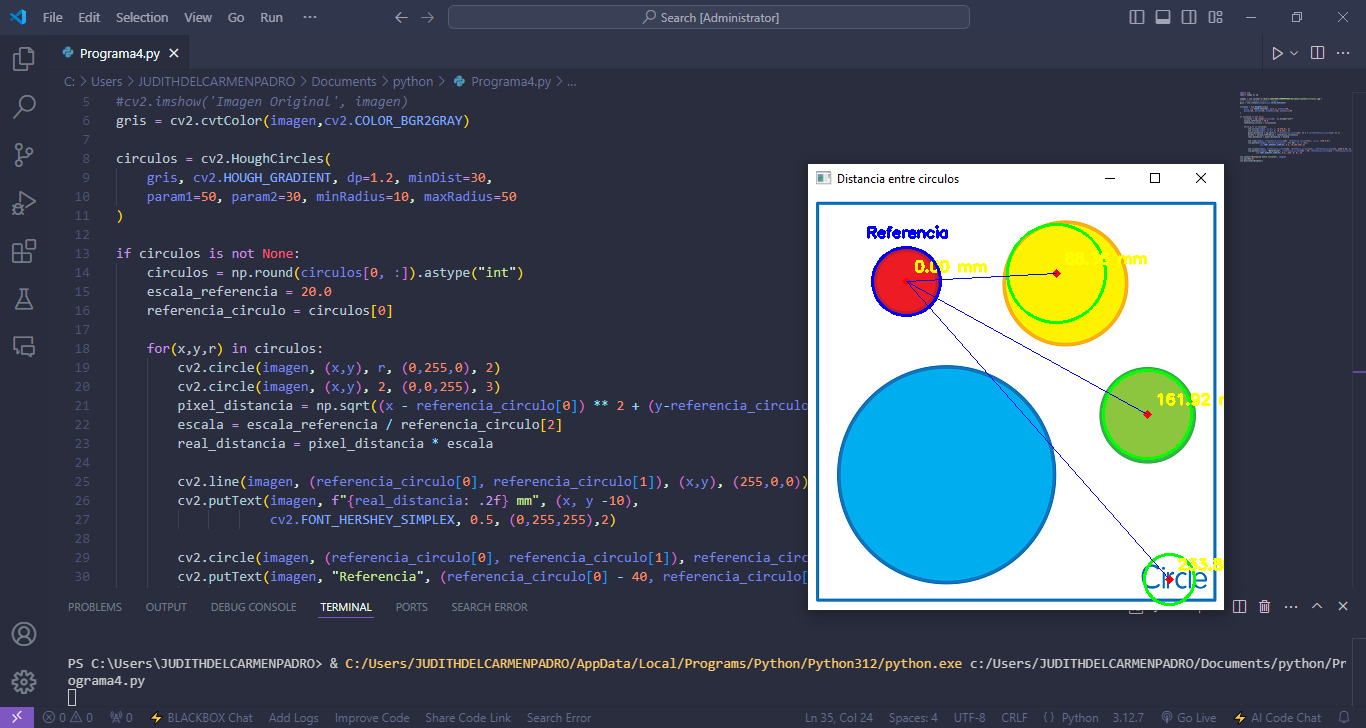 File Edit Selection View Go Run ··· Search [Administrator]
Programa4.py
C: > Users > JUDITHDELCARMENPADRO > Documents > python > Programa4.py > ...
5 #cv2.imshow('Imagen Original', imagen)
6 gris = cv2.cvtColor(imagen,cv2.COLOR_BGR2GRAY)
7
8 circulos = cv2.HoughCircles(
9 gris, cv2.HOUGH_GRADIENT, dp=1.2, minDist=30,
10 param1=50, param2=30, minRadius=10, maxRadius=50
11 )
12
13 if circulos is not None:
14 circulos = np.round(circulos[0, :]).astype("int")
15 escala_referencia = 20.0
16 referencia_circulo = circulos[0]
17
18 for(x,y,r) in circulos:
19 cv2.circle(imagen, (x,y), r, (0,255,0), 2)
20 cv2.circle(imagen, (x,y), 2, (0,0,255), 3)
21 pixel_distancia = np.sqrt((x - referencia_circulo[0]) ** 2 + (y-referencia_circulo
22 escala = escala_referencia / referencia_circulo[2]
23 real_distancia = pixel_distancia * escala
24
25 cv2.line(imagen, (referencia_circulo[0], referencia_circulo[1]), (x,y), (255,0,0))
26 cv2.putText(imagen, f"{real_distancia: .2f} mm", (x, y -10),
27 cv2.FONT_HERSHEY_SIMPLEX, 0.5, (0,255,255),2)
28
29 cv2.circle(imagen, (referencia_circulo[0], referencia_circulo[1]), referencia_circ
30 cv2.putText(imagen, "Referencia", (referencia_circulo[0] - 40, referencia_circulo[
Distancia entre circulos
Referencia
0.00 mm
mm
161.92
233.8
Circle
PROBLEMS OUTPUT DEBUG CONSOLE TERMINAL PORTS SEARCH ERROR
PS C:\Users\JUDITHDELCARMENPADRO> & C:/Users/JUDITHDELCARMENPADRO/AppData/Local/Programs/Python/Python312/python.exe c:/Users/JUDITHDELCARMENPADRO/Documents/python/Pr
ograma4.py
0 0 0 BLACKBOX Chat Add Logs Improve Code Share Code Link Search Error Ln 35, Col 24 Spaces: 4 UTF-8 CRLF {} Python 3.12.7 Go Live AI Code Chat